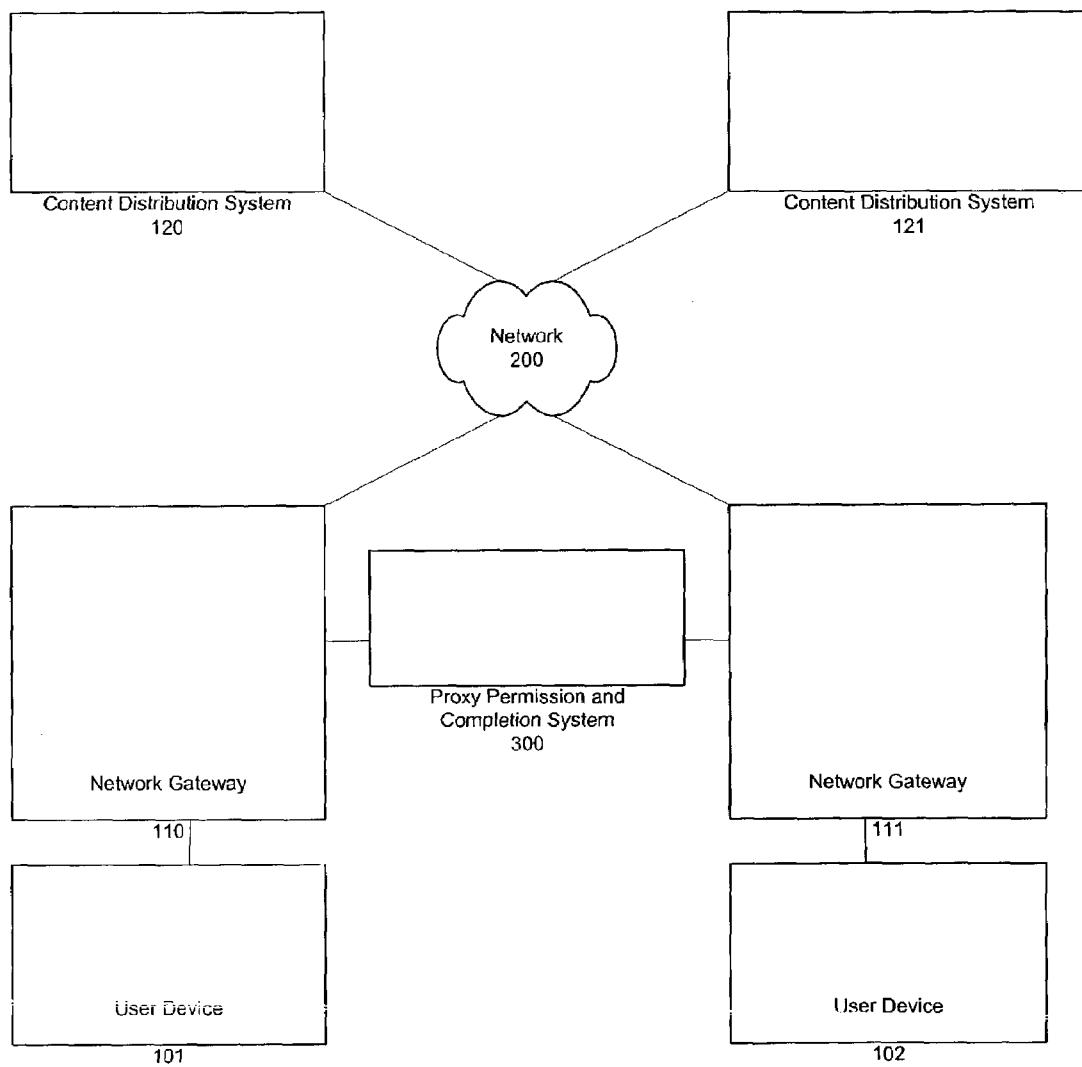 Content Distribution System
120
Content Distribution System
121
Network
200
Proxy Permission and
Completion System
300
Network Gateway
110
Network Gateway
111
User Device
101
User Device
102